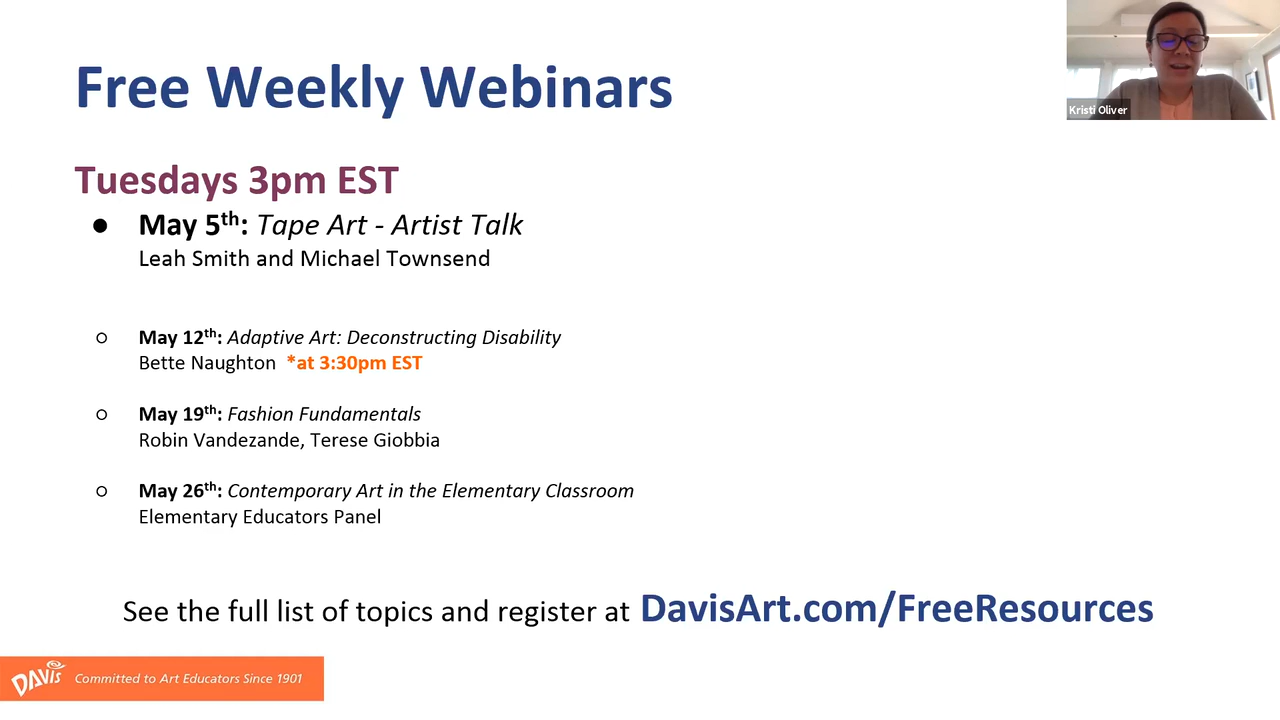 Free Weekly Webinars
Kristi Oliver
Tuesdays 3pm EST
● May 5th: Tape Art - Artist Talk
Leah Smith and Michael Townsend
○ May 12th: Adaptive Art: Deconstructing Disability
Bette Naughton *at 3:30pm EST
○ May 19th: Fashion Fundamentals
Robin Vandezande, Terese Giobbia
○ May 26th: Contemporary Art in the Elementary Classroom
Elementary Educators Panel
See the full list of topics and register at DavisArt.com/FreeResources
DAVIS Committed to Art Educators Since 1901